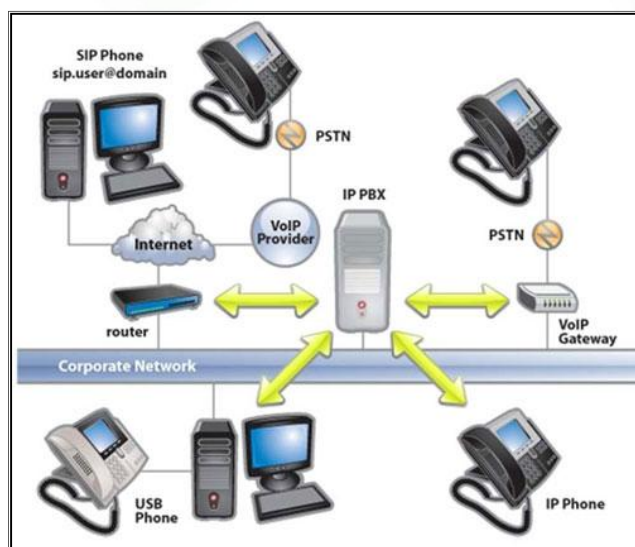 SIP Phone
sip.user@domain
PSTN
IP PBX
VoIP
Provider
Internet
PSTN
router
VoIP
Gateway
Corporate Network
USB
Phone
IP Phone